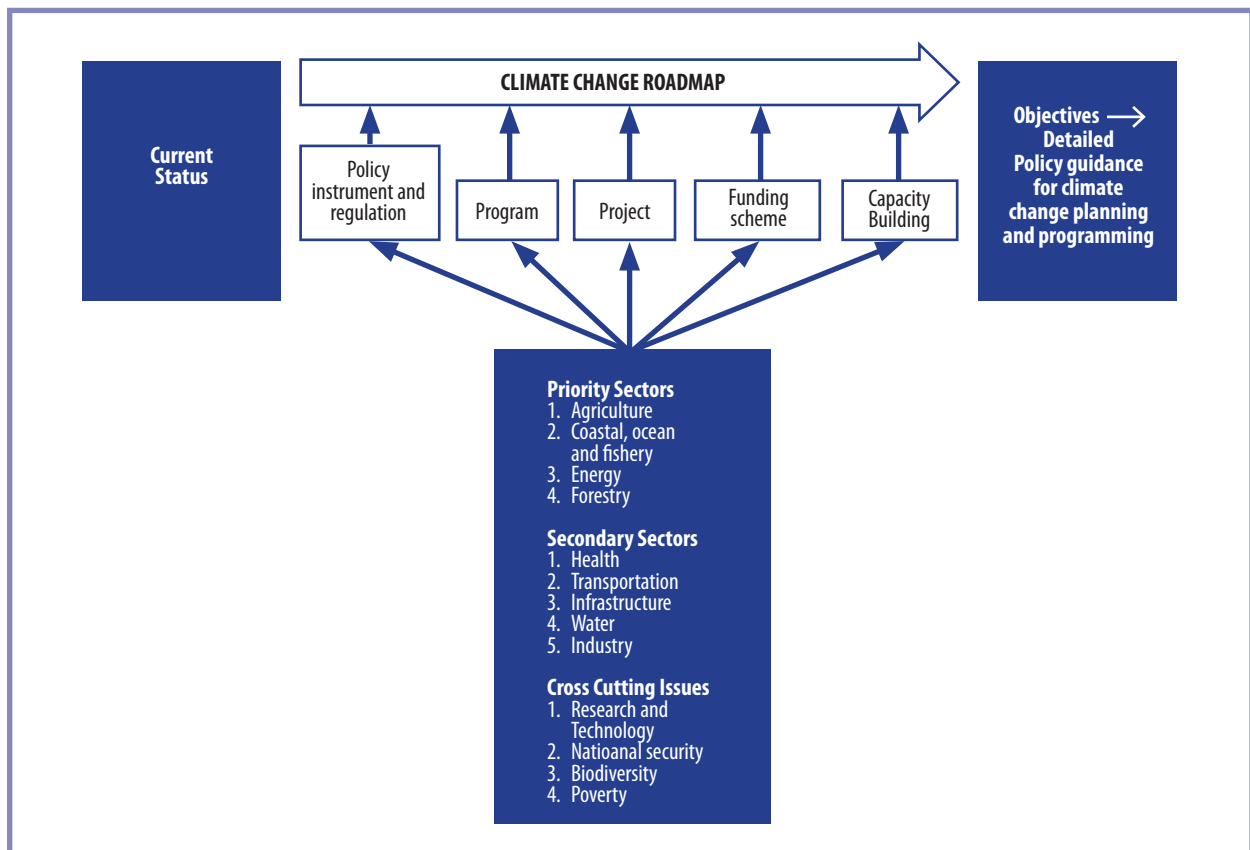 CLIMATE CHANGE ROADMAP
Current
Status
Policy
instrument and
regulation
Program
Project
Funding
scheme
Capacity
Building
Objectives →
Detailed
Policy guidance
for climate
change planning
and programming
Priority Sectors
1. Agriculture
2. Coastal, ocean
and fishery
3. Energy
4. Forestry
Secondary Sectors
1. Health
2. Transportation
3. Infrastructure
4. Water
5. Industry
Cross Cutting Issues
1. Research and
Technology
2. Natioanal security
3. Biodiversity
4. Poverty